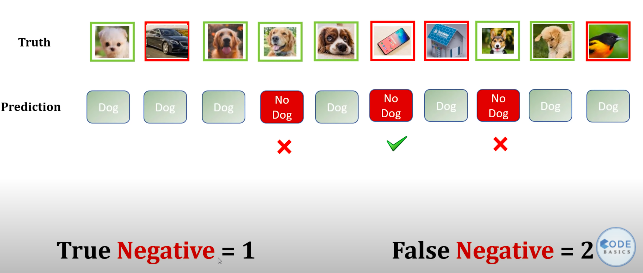 Truth
Prediction
Dog
Dog
Dog
No
Dog
Dog
No
Dog
Dog
No
Dog
Dog
Dog
True Negative = 1
False Negative = 2
CODE
BASICS